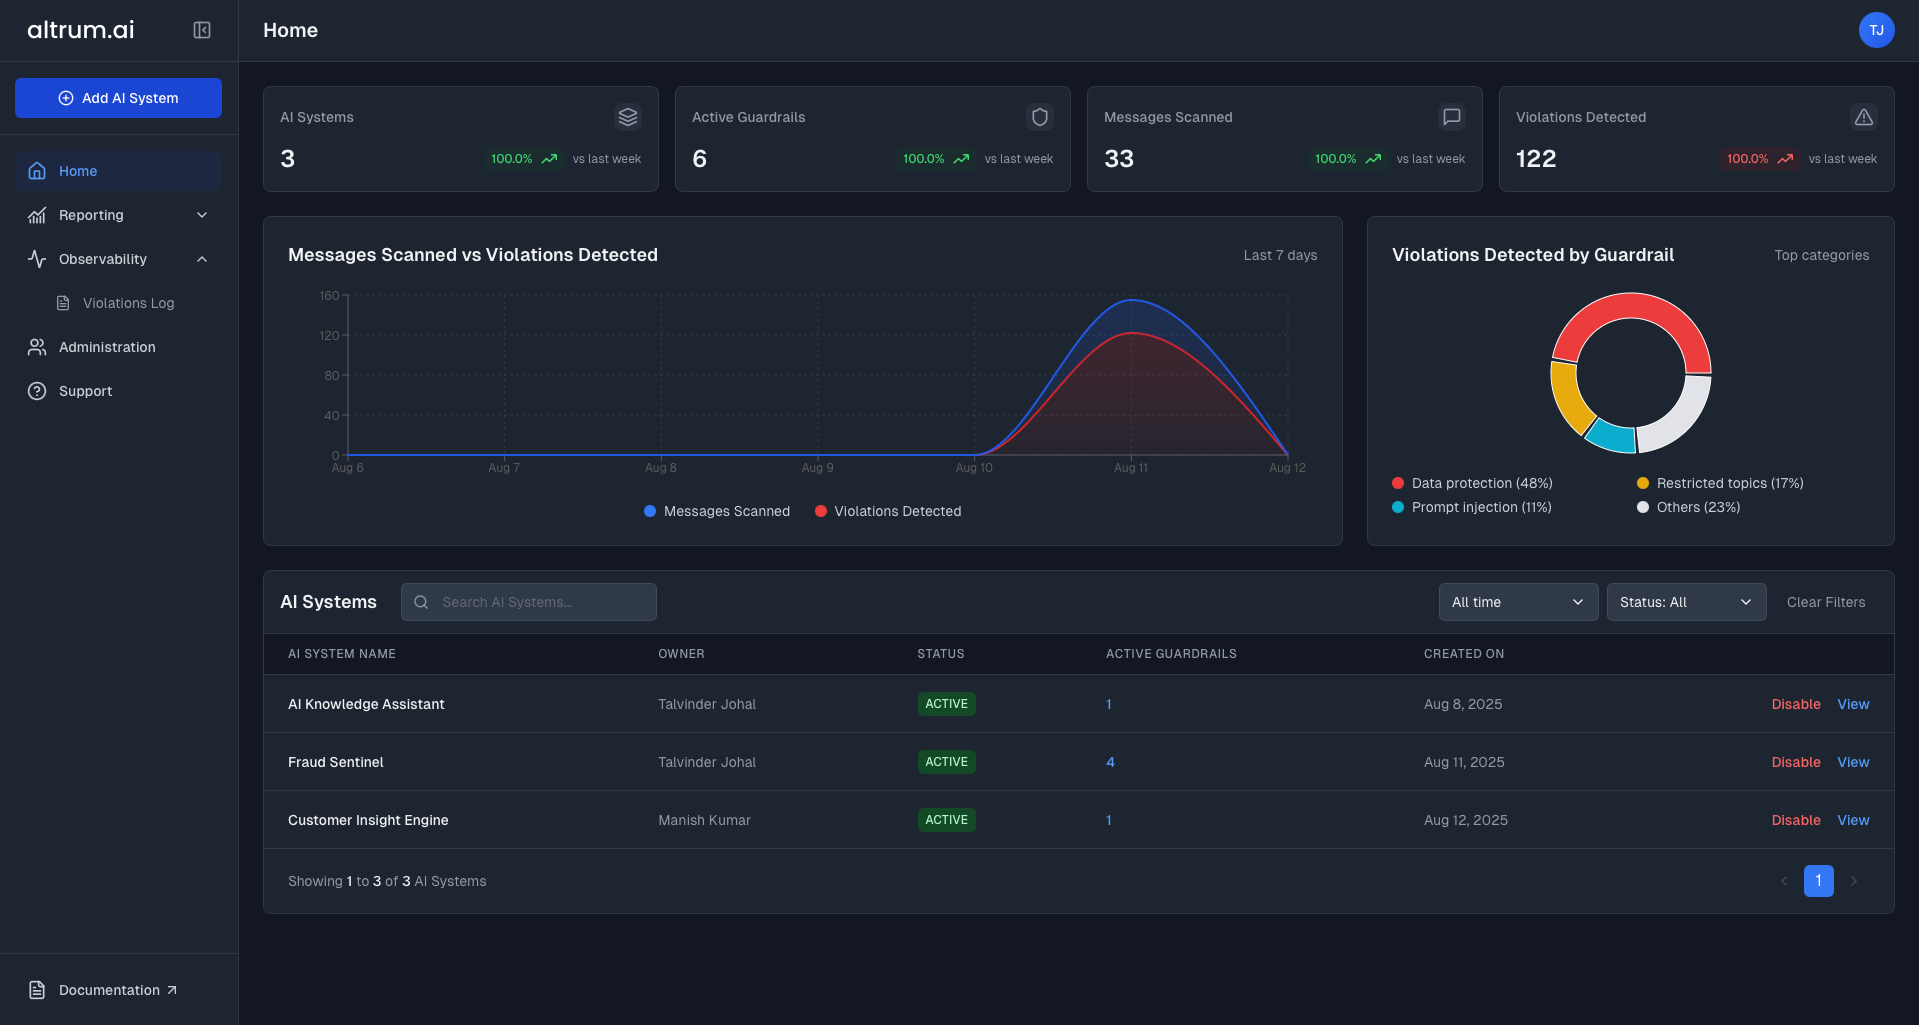 altrum.ai
Home
TJ
Add AI System
Home
Reporting
Observability
Violations Log
Administration
Support
Documentation
AI Systems
3
100.0% vs last week
Active Guardrails
6
100.0% vs last week
Messages Scanned
33
100.0% vs last week
Violations Detected
122
100.0% vs last week
Messages Scanned vs Violations Detected
Last 7 days
160
120
80
40
0
Aug 6 Aug 7 Aug 8 Aug 9 Aug 10 Aug 11 Aug 12
Messages Scanned Violations Detected
Violations Detected by Guardrail
Top categories
Data protection (48%) Restricted topics (17%)
Prompt injection (11%) Others (23%)
AI Systems Search AI Systems... All time Status: All Clear Filters
AI SYSTEM NAME OWNER STATUS ACTIVE GUARDRAILS CREATED ON
AI Knowledge Assistant Talvinder Johal ACTIVE 1 Aug 8, 2025 Disable View
Fraud Sentinel Talvinder Johal ACTIVE 4 Aug 11, 2025 Disable View
Customer Insight Engine Manish Kumar ACTIVE 1 Aug 12, 2025 Disable View
Showing 1 to 3 of 3 AI Systems
1